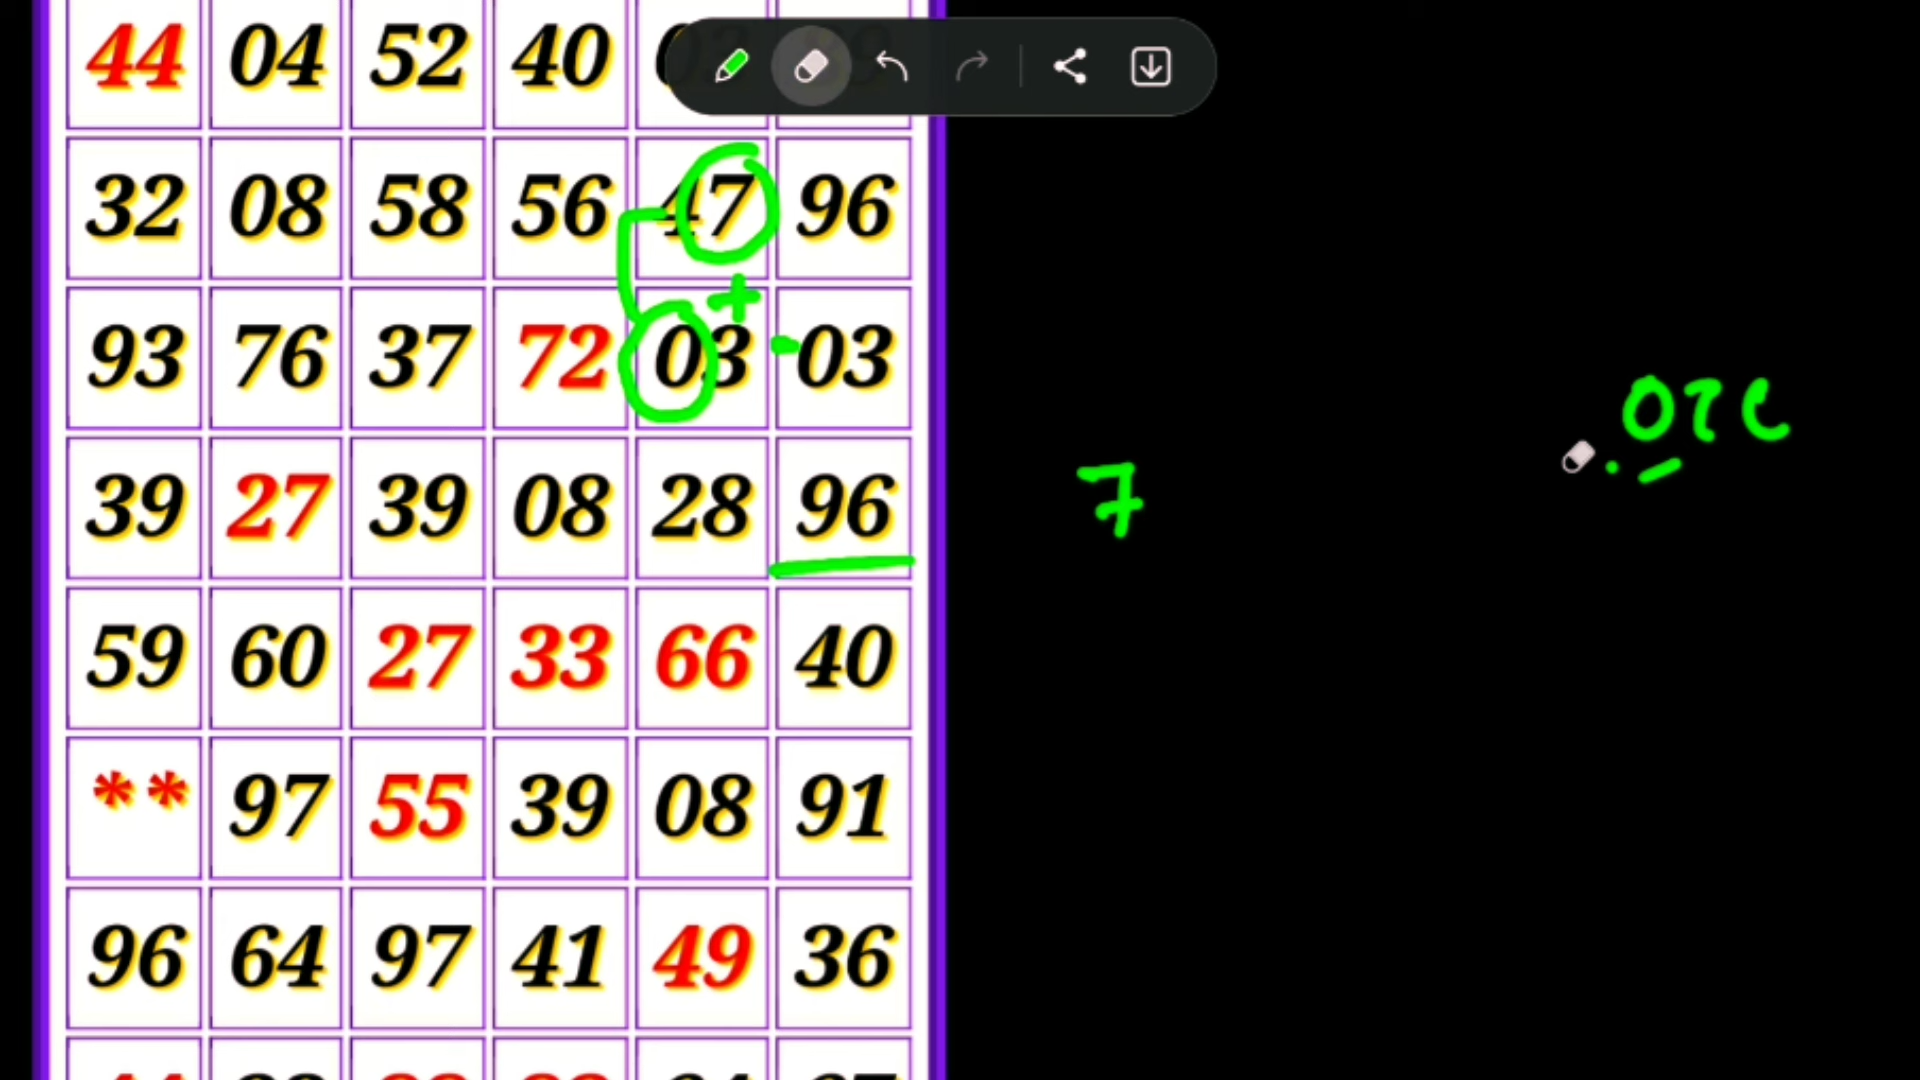 44 04 52 40
32 08 58 56 47 96
+
93 76 37 72 03 - 03
39 27 39 08 28 96
7
59 60 27 33 66 40
** 97 55 39 08 91
96 64 97 41 49 36